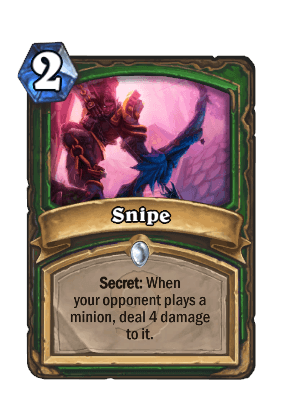 2
Snipe
Secret: When
your opponent plays a
minion, deal 4 damage
to it.